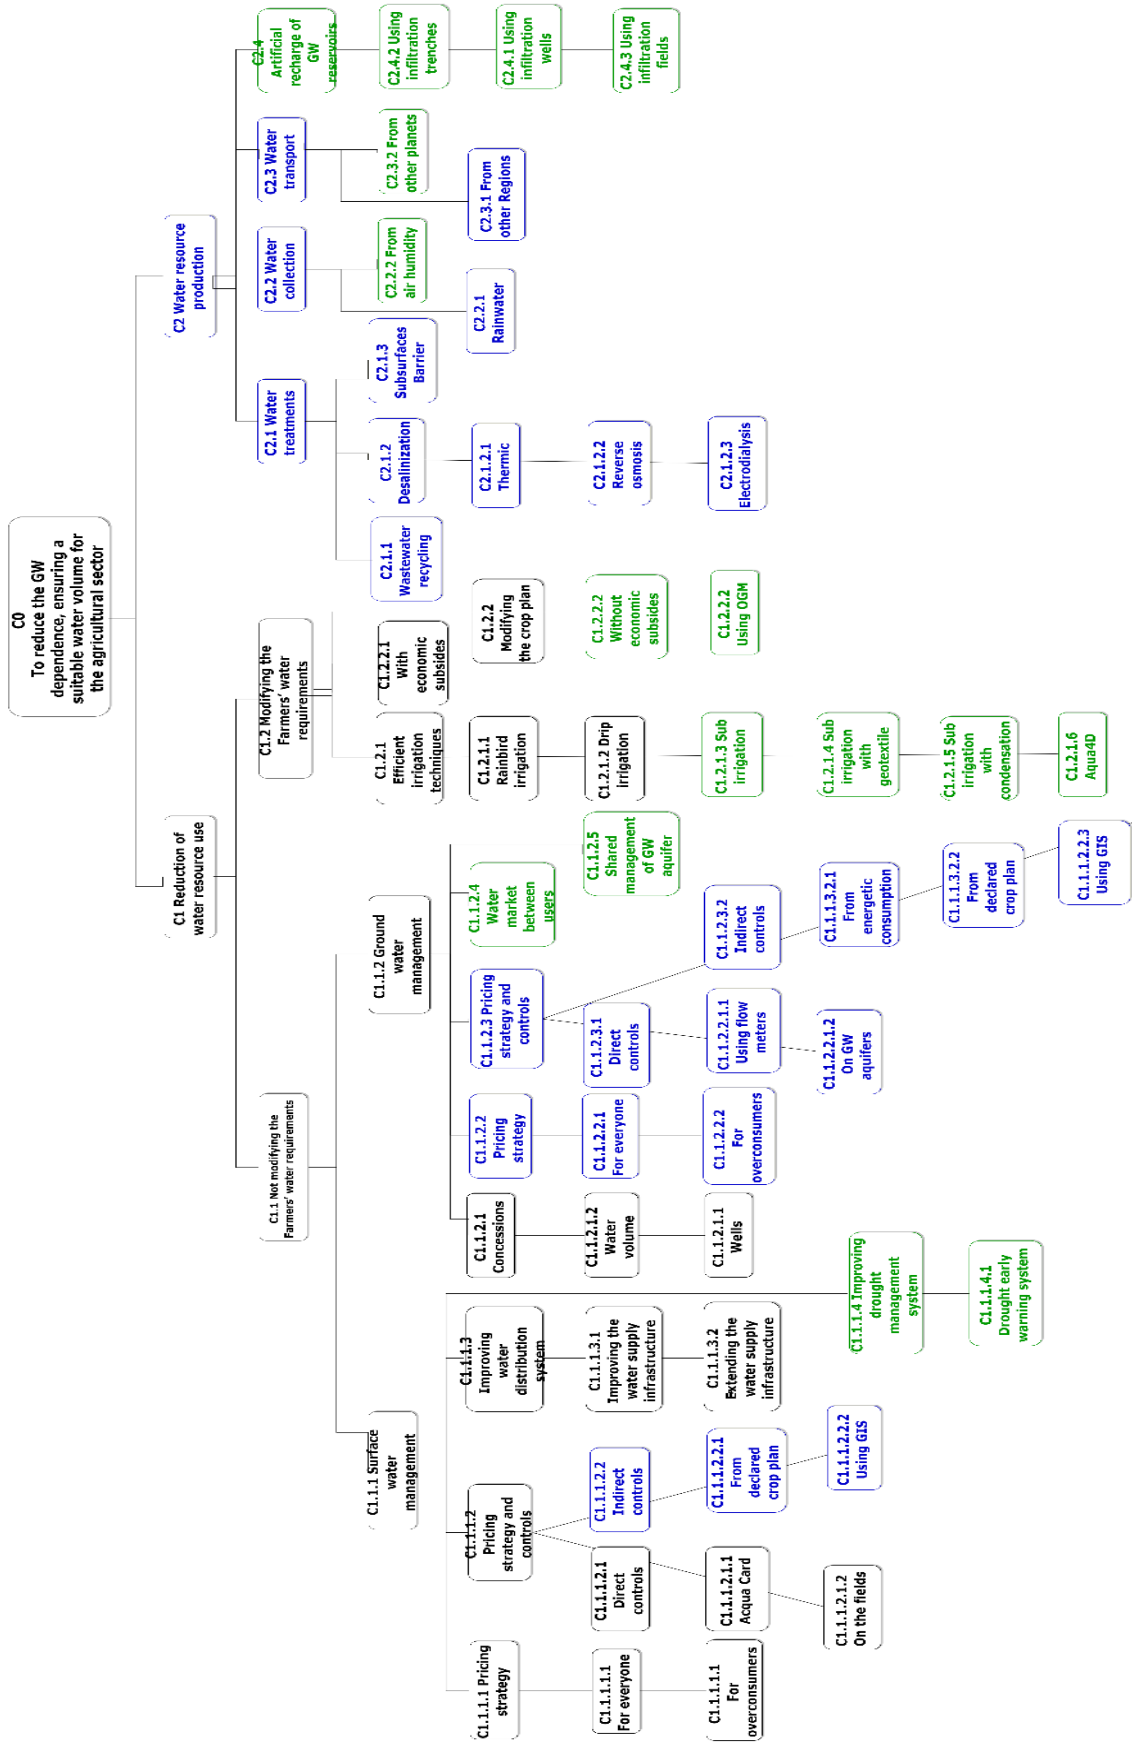 C0
To reduce the GW
dependence, ensuring a
suitable water volume for
the agricultural sector
C1 Reduction of
water resource use
C2 Water resource
production
C1.1 Not modifying the
Farmers’ water requirements
C1.2 Modifying the
Farmers’ water
requirements
C2.1 Water
treatments
C2.2 Water
collection
C2.3 Water
transport
C2.4
Artificial
recharge of
GW
reservoirs
C1.1.1 Surface
water
management
C1.1.2 Ground
water
management
C1.2.1
Efficient
irrigation
techniques
C1.2.2.1
With
economic
subsides
C2.1.1
Wastewater
recycling
C2.1.2
Desalinization
C2.1.3
Subsurfaces
Barrier
C2.2.2 From
air humidity
C2.3.2 From
other planets
C2.4.2 Using
infiltration
trenches
C1.1.1.1 Pricing
strategy
C1.1.1.2
Pricing
strategy and
controls
C1.1.1.3
Improving
water
distribution
system
C1.1.2.1
Concessions
C1.1.2.2
Pricing
strategy
C1.1.2.3 Pricing
strategy and
controls
C1.1.2.4
Water
market
between
users
C1.2.1.1
Rainbird
irrigation
C1.2.2
Modifying
the crop plan
C2.1.2.1
Thermic
C2.2.1
Rainwater
C2.3.1 From
other Regions
C2.4.1 Using
infiltration
wells
C1.1.1.1.1
For everyone
C1.1.1.2.1
Direct
controls
C1.1.1.2.2
Indirect
controls
C1.1.1.3.1
Improving the
water supply
infrastructure
C1.1.2.1.2
Water
volume
C1.1.2.2.1
For everyone
C1.1.2.3.1
Direct
controls
C1.1.2.5
Shared
management
of GW
aquifer
C1.2.1.2 Drip
irrigation
C1.2.2.2
Without
economic
subsides
C2.1.2.2
Reverse
osmosis
C2.4.3 Using
infiltration
fields
C1.1.1.1.1
For
overconsumers
C1.1.1.2.1.1
Acqua Card
C1.1.1.2.2.1
From
declared
crop plan
C1.1.1.3.2
Extending the
water supply
infrastructure
C1.1.2.1.1
Wells
C1.1.2.2.2
For
overconsumers
C1.1.2.2.1.1
Using flow
meters
C1.1.2.3.2
Indirect
controls
C1.2.1.3 Sub
irrigation
C1.2.2.2
Using OGM
C2.1.2.3
Electrodialysis
C1.1.1.2.1.2
On the fields
C1.1.1.2.2.2
Using GIS
C1.1.1.4 Improving
drought
management
system
C1.1.2.2.1.2
On GW
aquifers
C1.1.1.3.2.1
From
energetic
consumption
C1.2.1.4 Sub
irrigation
with
geotextile
C1.1.1.4.1
Drought early
warning system
C1.1.1.3.2.2
From
declared
crop plan
C1.2.1.5 Sub
irrigation
with
condensation
C1.1.1.2.2.3
Using GIS
C1.2.1.6
Aqua4D